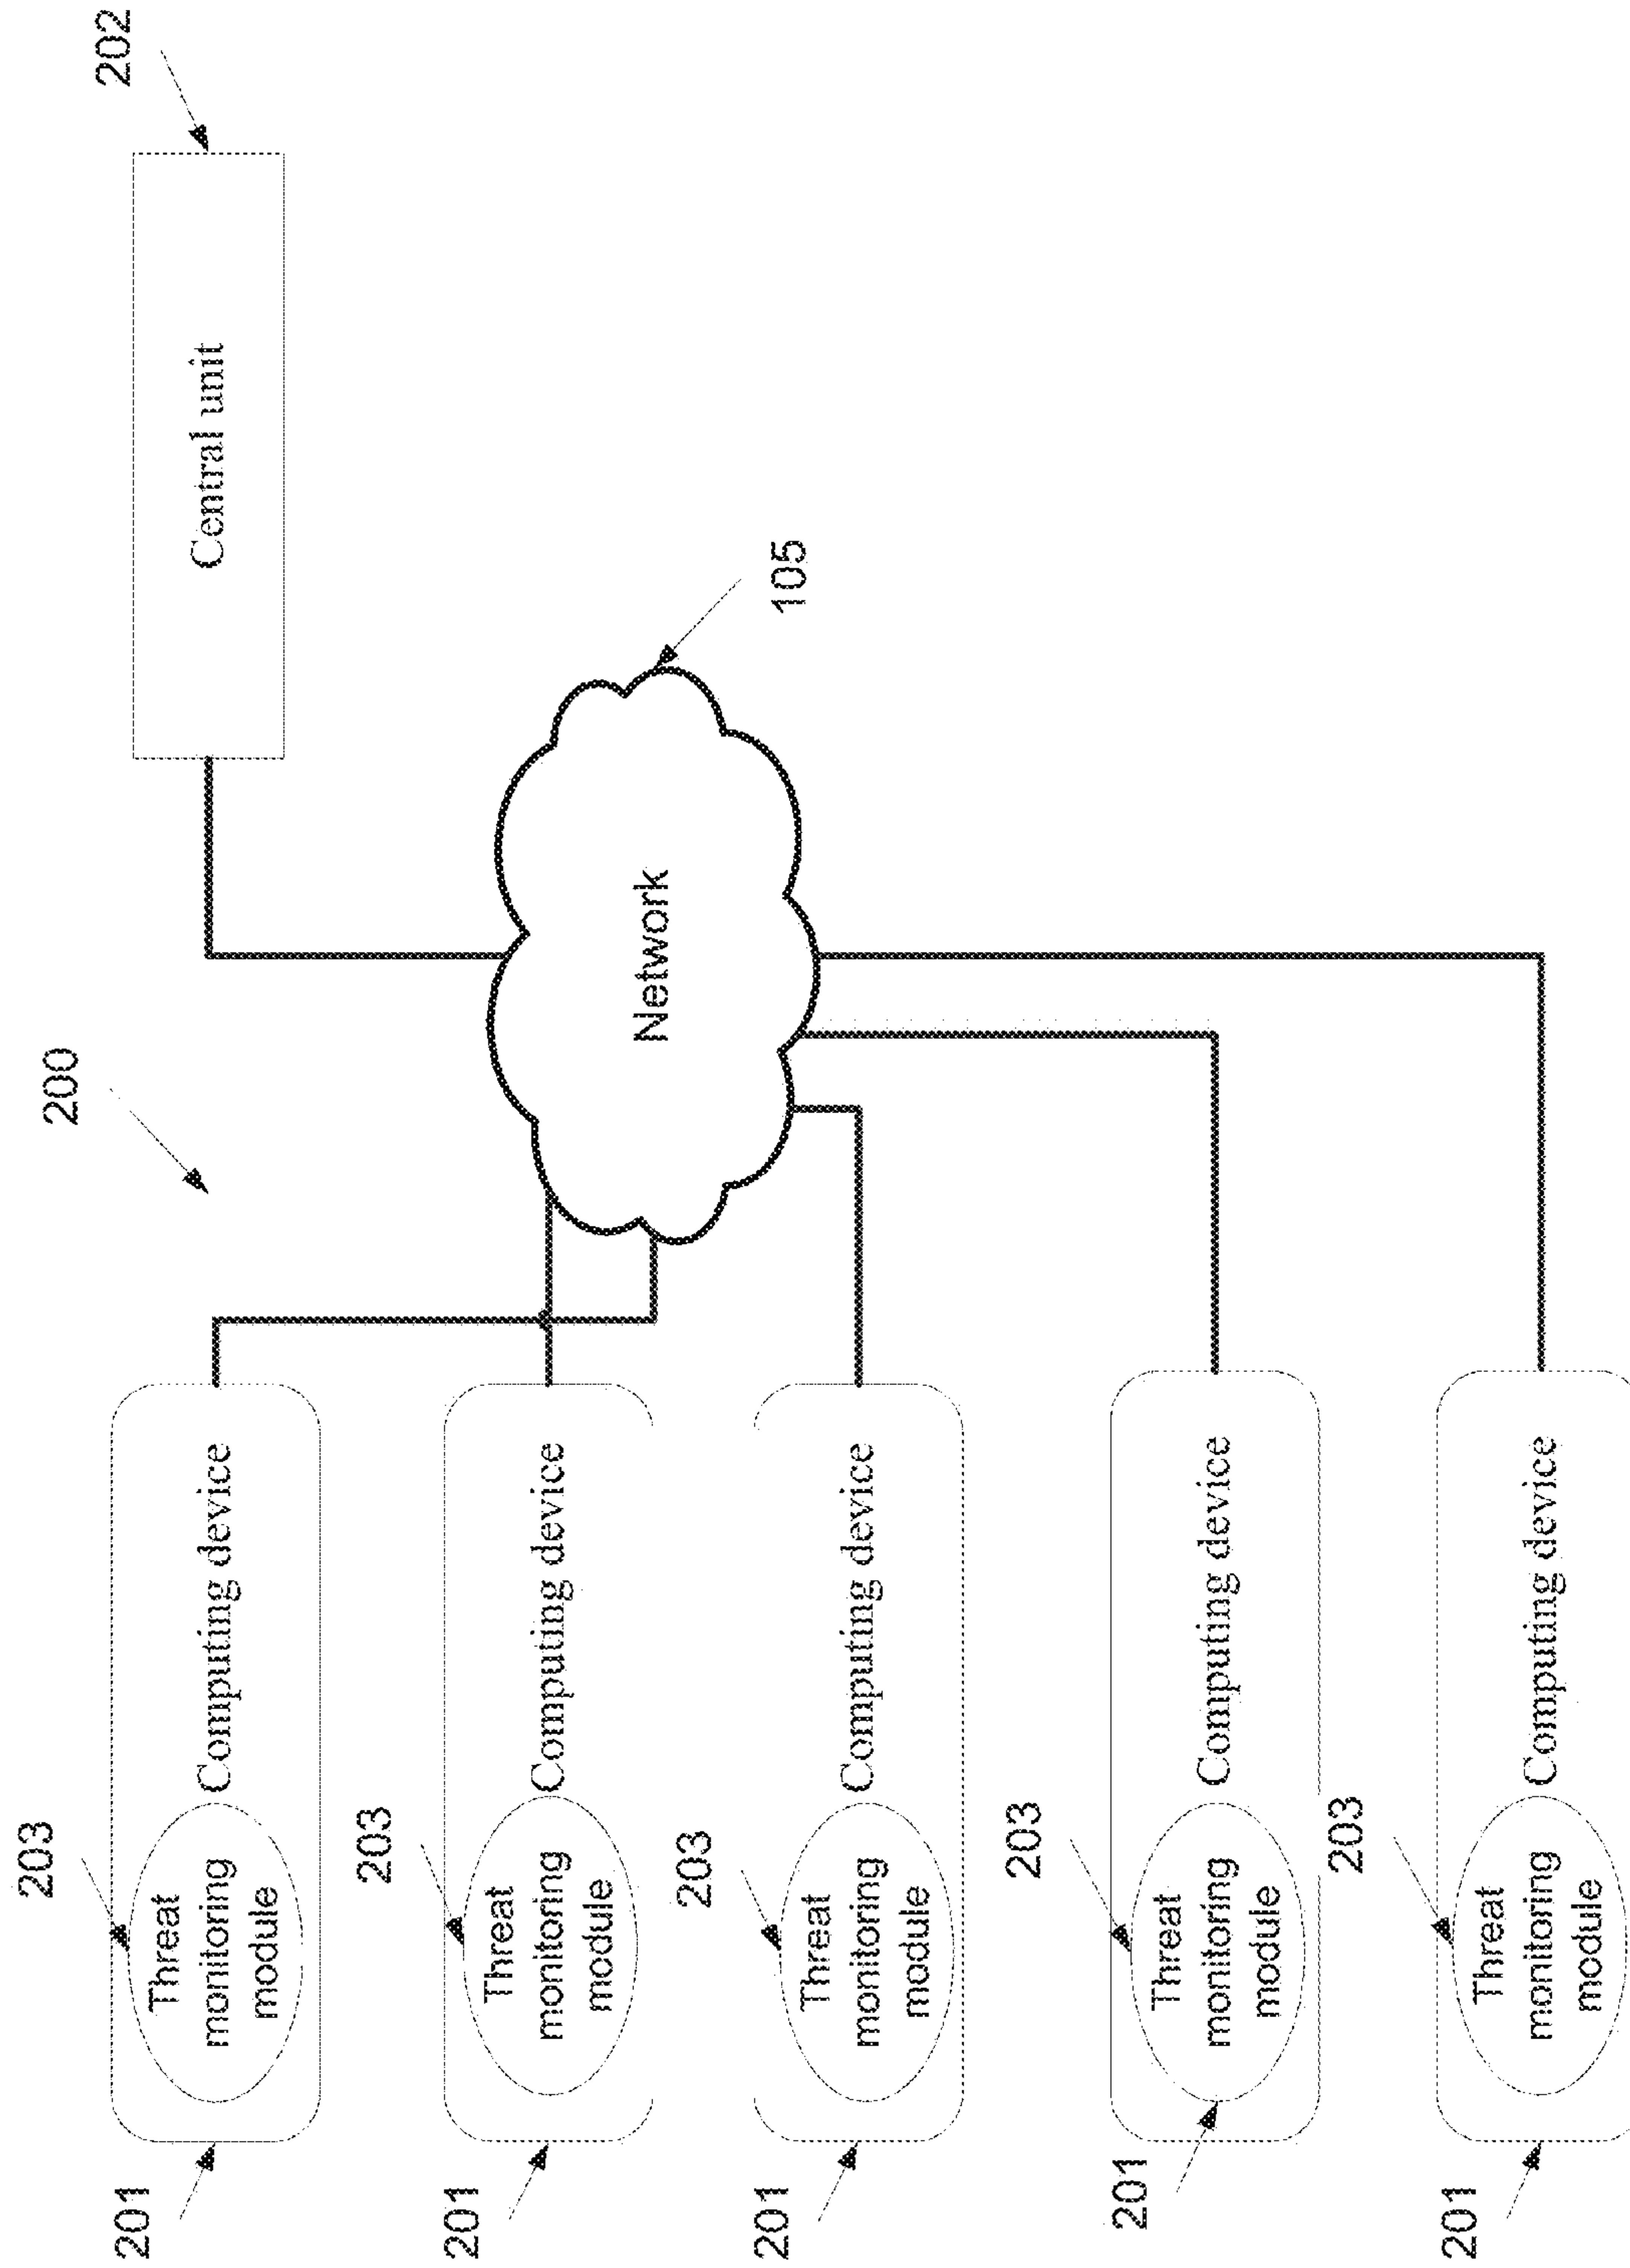 200
202
Central unit
105
Network
203
201
Threat
monitoring
module
Computing device
203
201
Threat
monitoring
module
Computing device
203
201
Threat
monitoring
module
Computing device
203
201
Threat
monitoring
module
Computing device
203
201
Threat
monitoring
module
Computing device